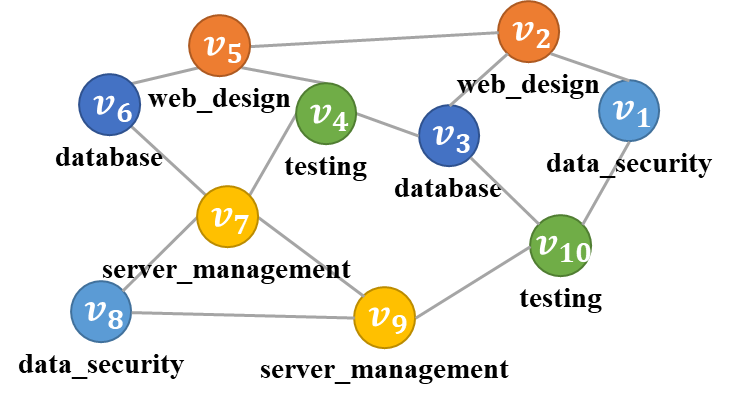 v5
v2
web_design
web_design
v6
v4
v1
v3
database
testing
data_security
database
v7
v10
server_management
testing
v8
v9
data_security
server_management